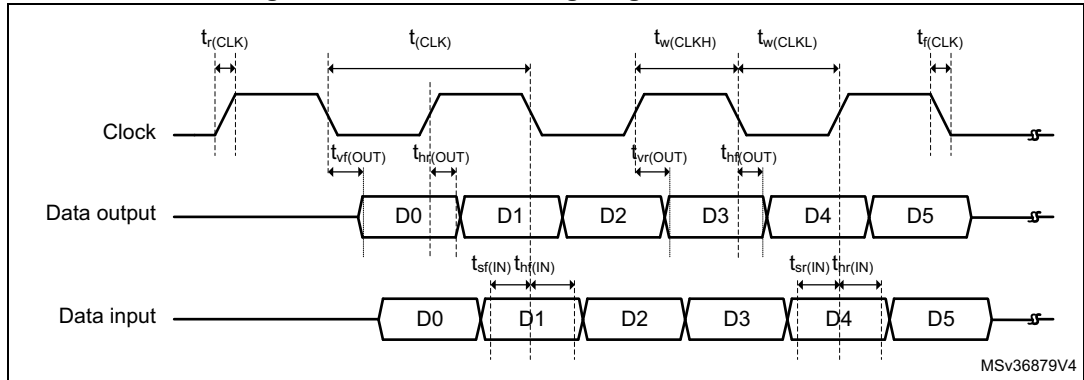 tr(CLK) t(CLK) tw(CLKH) tw(CLKL) tf(CLK)
Clock
tvf(OUT) thr(OUT) tvr(OUT) thf(OUT)
Data output D0 D1 D2 D3 D4 D5
tsf(IN) thf(IN) tsr(IN) thr(IN)
Data input D0 D1 D2 D3 D4 D5
MSv36879V4